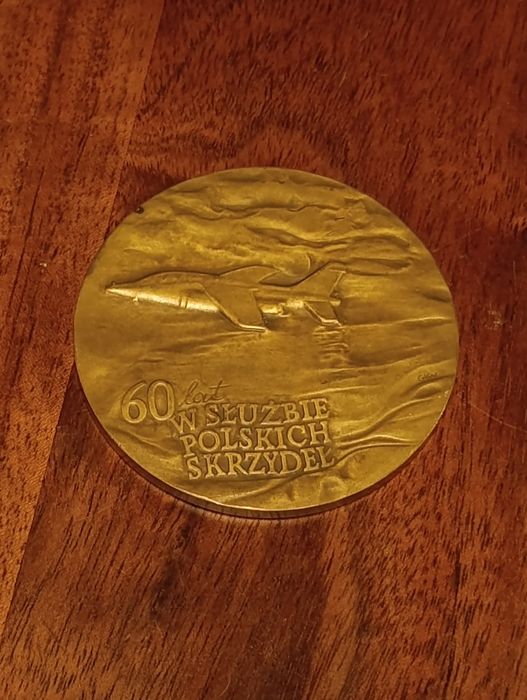 60 lat
W SŁUŻBIE
POLSKICH
SKRZYDEŁ